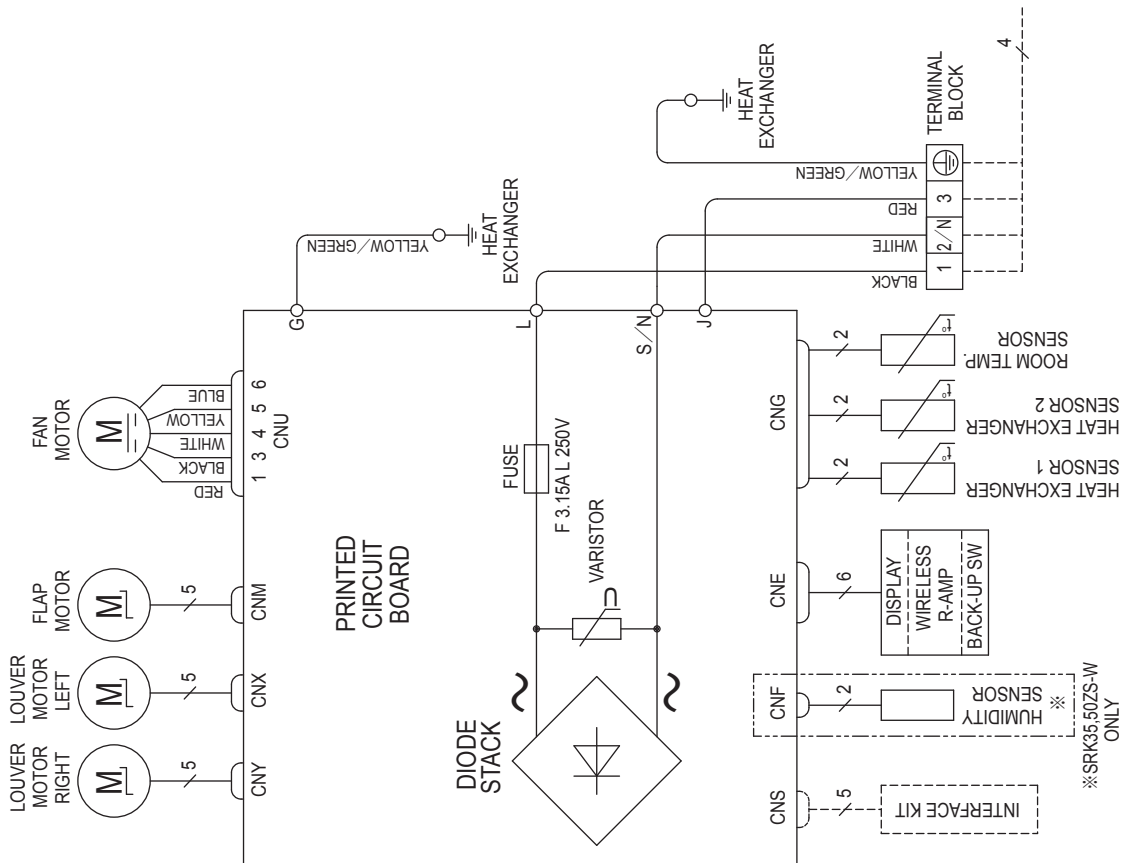 FAN
MOTOR
FLAP
MOTOR
LOUVER
MOTOR
LEFT
LOUVER
MOTOR
RIGHT
M
M
M
M
RED
BLACK
WHITE
YELLOW
BLUE
1
3
4
5
6
CNU
5
CNM
5
CNX
5
CNY
PRINTED
CIRCUIT
BOARD
G
L
S/N
J
YELLOW/GREEN
HEAT
EXCHANGER
YELLOW/GREEN
HEAT
EXCHANGER
RED
WHITE
BLACK
1
2/N
3
TERMINAL
BLOCK
4
FUSE
F 3.15A L 250V
VARISTOR
U
~
~
DIODE
STACK
CNG
2
t°
ROOM TEMP.
SENSOR
2
t°
HEAT EXCHANGER
SENSOR 2
2
t°
HEAT EXCHANGER
SENSOR 1
CNE
6
DISPLAY
WIRELESS
R-AMP
BACK-UP SW
CNF
2
HUMIDITY
SENSOR
※
※SRK35,50ZS-W
ONLY
CNS
5
INTERFACE KIT